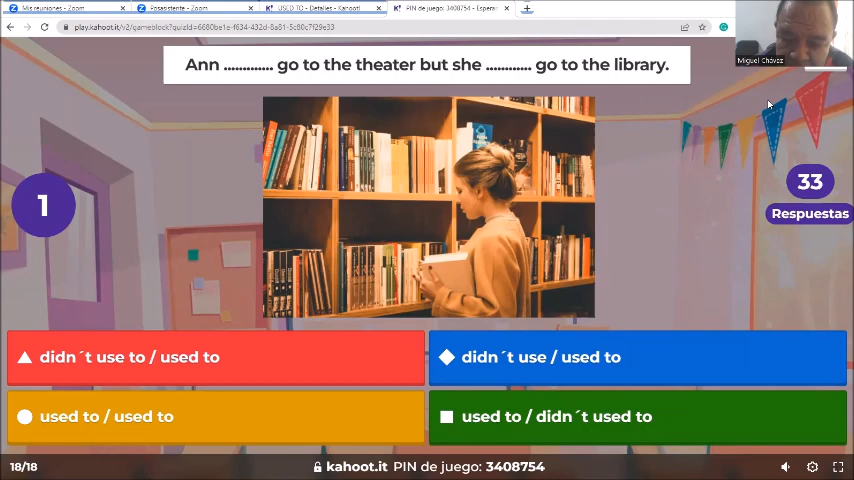 Mis reuniones - Zoom
Posasistente - Zoom
USED TO - Detalles - Kahoot!
PIN de juego: 3408754 - Esperan
play.kahoot.it/v2/gameblock?quizId=6680be1e-f634-432d-8a81-5c80c7f29e33
Miguel Chávez
Ann ............. go to the theater but she ............ go to the library.
1
33
Respuestas
didn´t use to / used to
didn´t use / used to
used to / used to
used to / didn´t used to
18/18
kahoot.it PIN de juego: 3408754